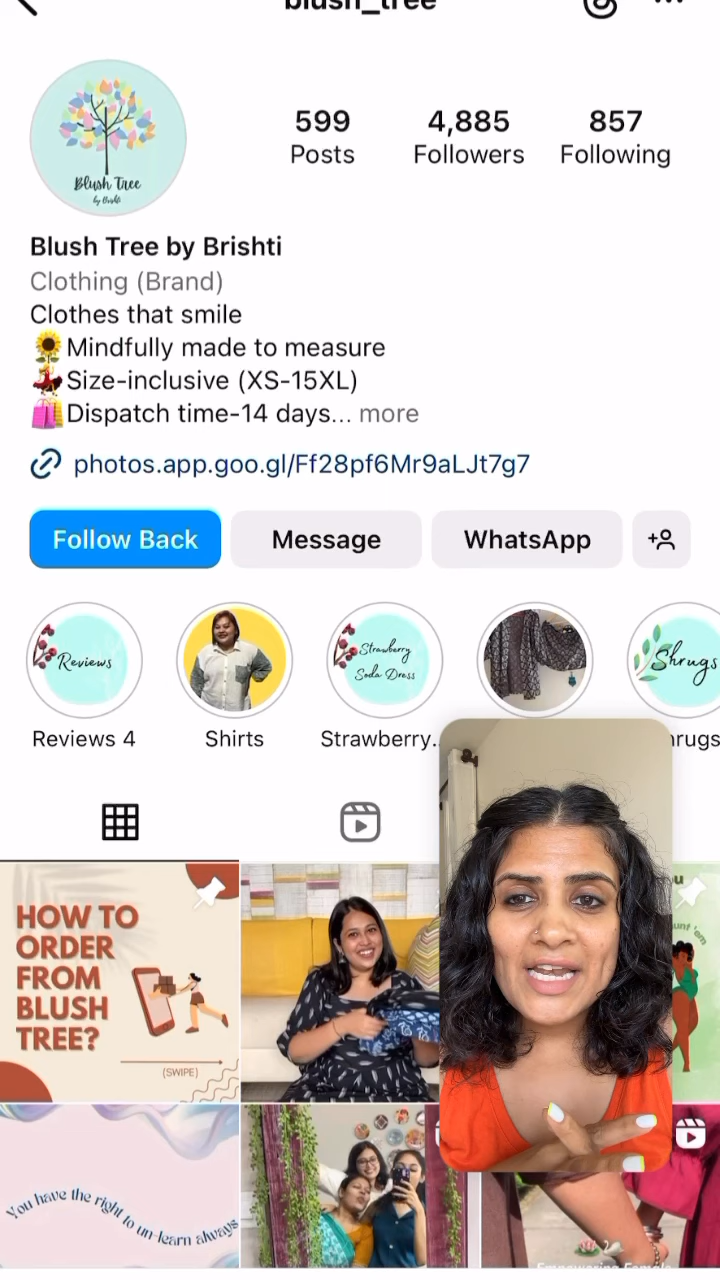 blush_tree
Blush Tree
by Brishti
599
Posts
4,885
Followers
857
Following
Blush Tree by Brishti
Clothing (Brand)
Clothes that smile
🌻Mindfully made to measure
💃Size-inclusive (XS-15XL)
🛍️Dispatch time-14 days... more
photos.app.goo.gl/Ff28pf6Mr9aLJt7g7
Follow Back
Message
WhatsApp
Reviews
Strawberry
Soda Dress
Shrugs
Reviews 4
Shirts
Strawberry...
HOW TO
ORDER
FROM
BLUSH
TREE?
(SWIPE)
You have the right to un-learn always